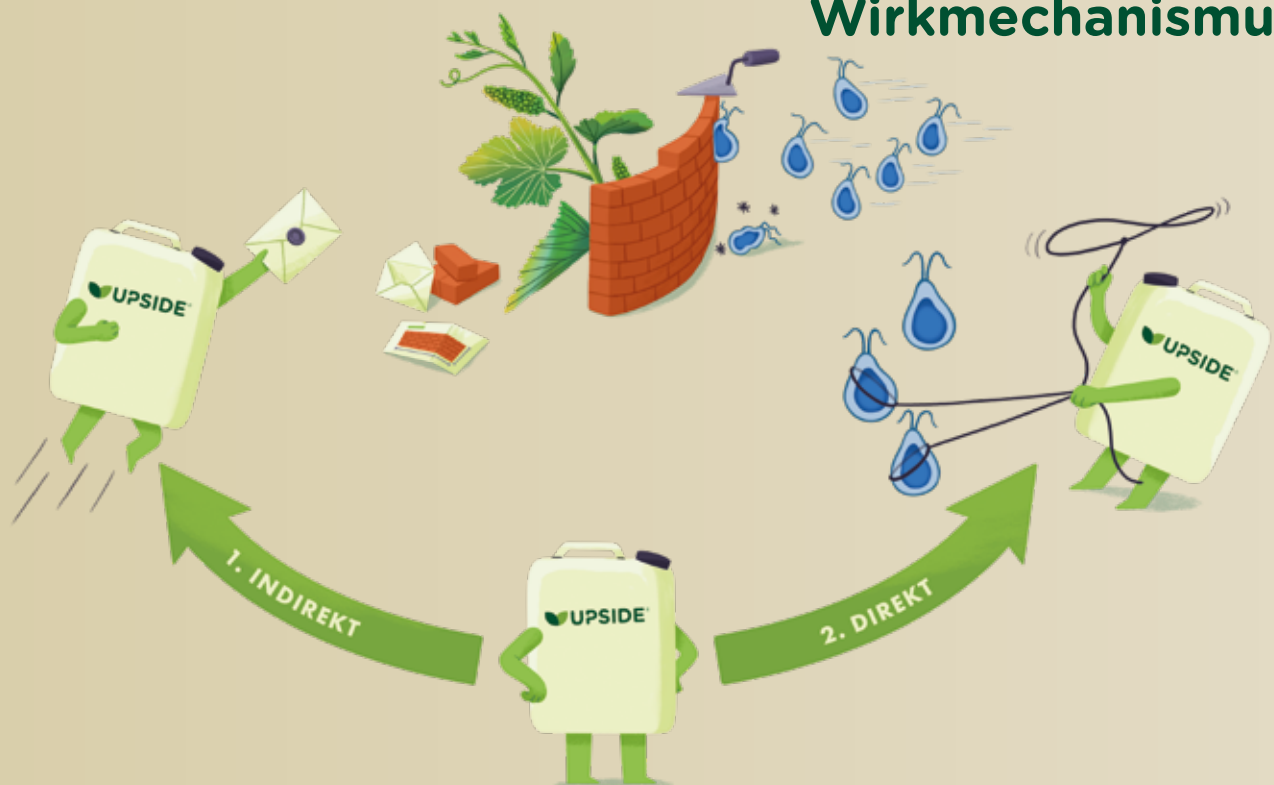 Wirkmechanismu
UPSIDE
UPSIDE
1. INDIREKT
2. DIREKT
UPSIDE